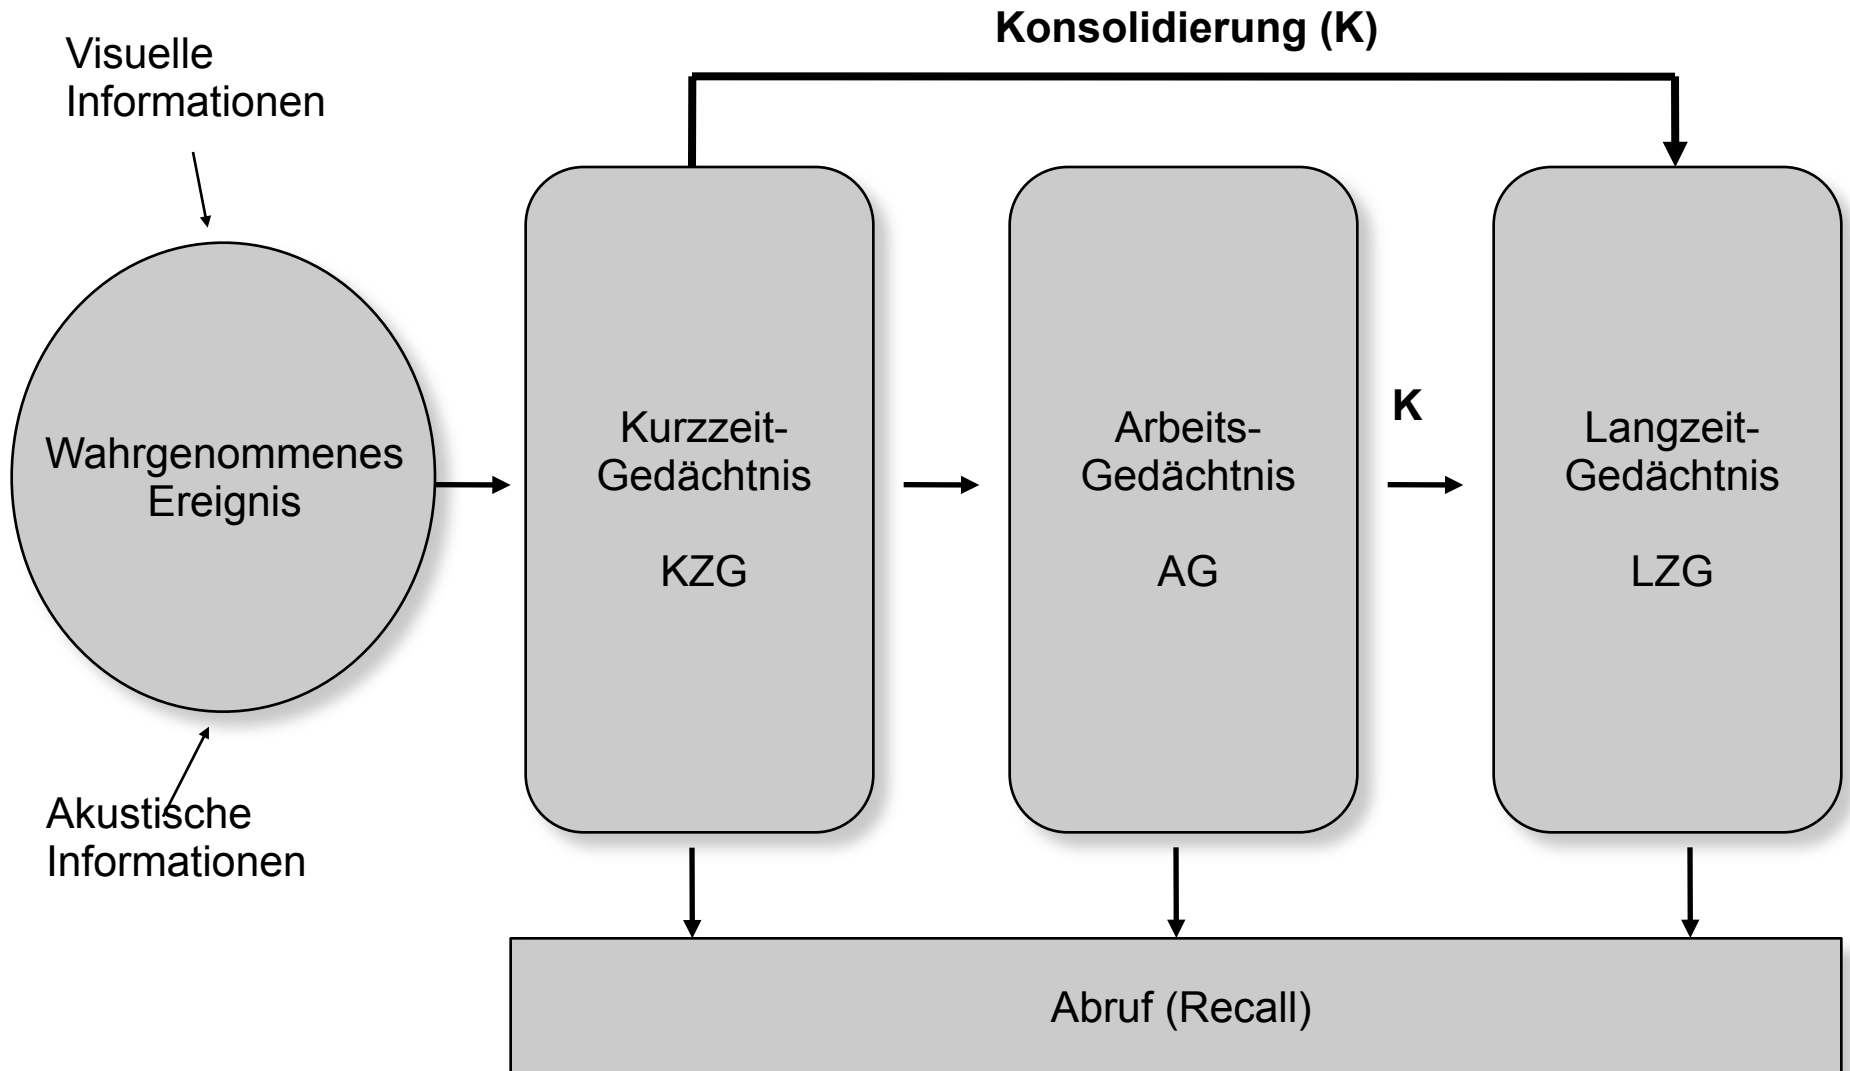 Konsolidierung (K)
Visuelle
Informationen
Wahrgenommenes
Ereignis
Akustische
Informationen
Kurzzeit-
Gedächtnis
KZG
Arbeits-
Gedächtnis
AG
K
Langzeit-
Gedächtnis
LZG
Abruf (Recall)